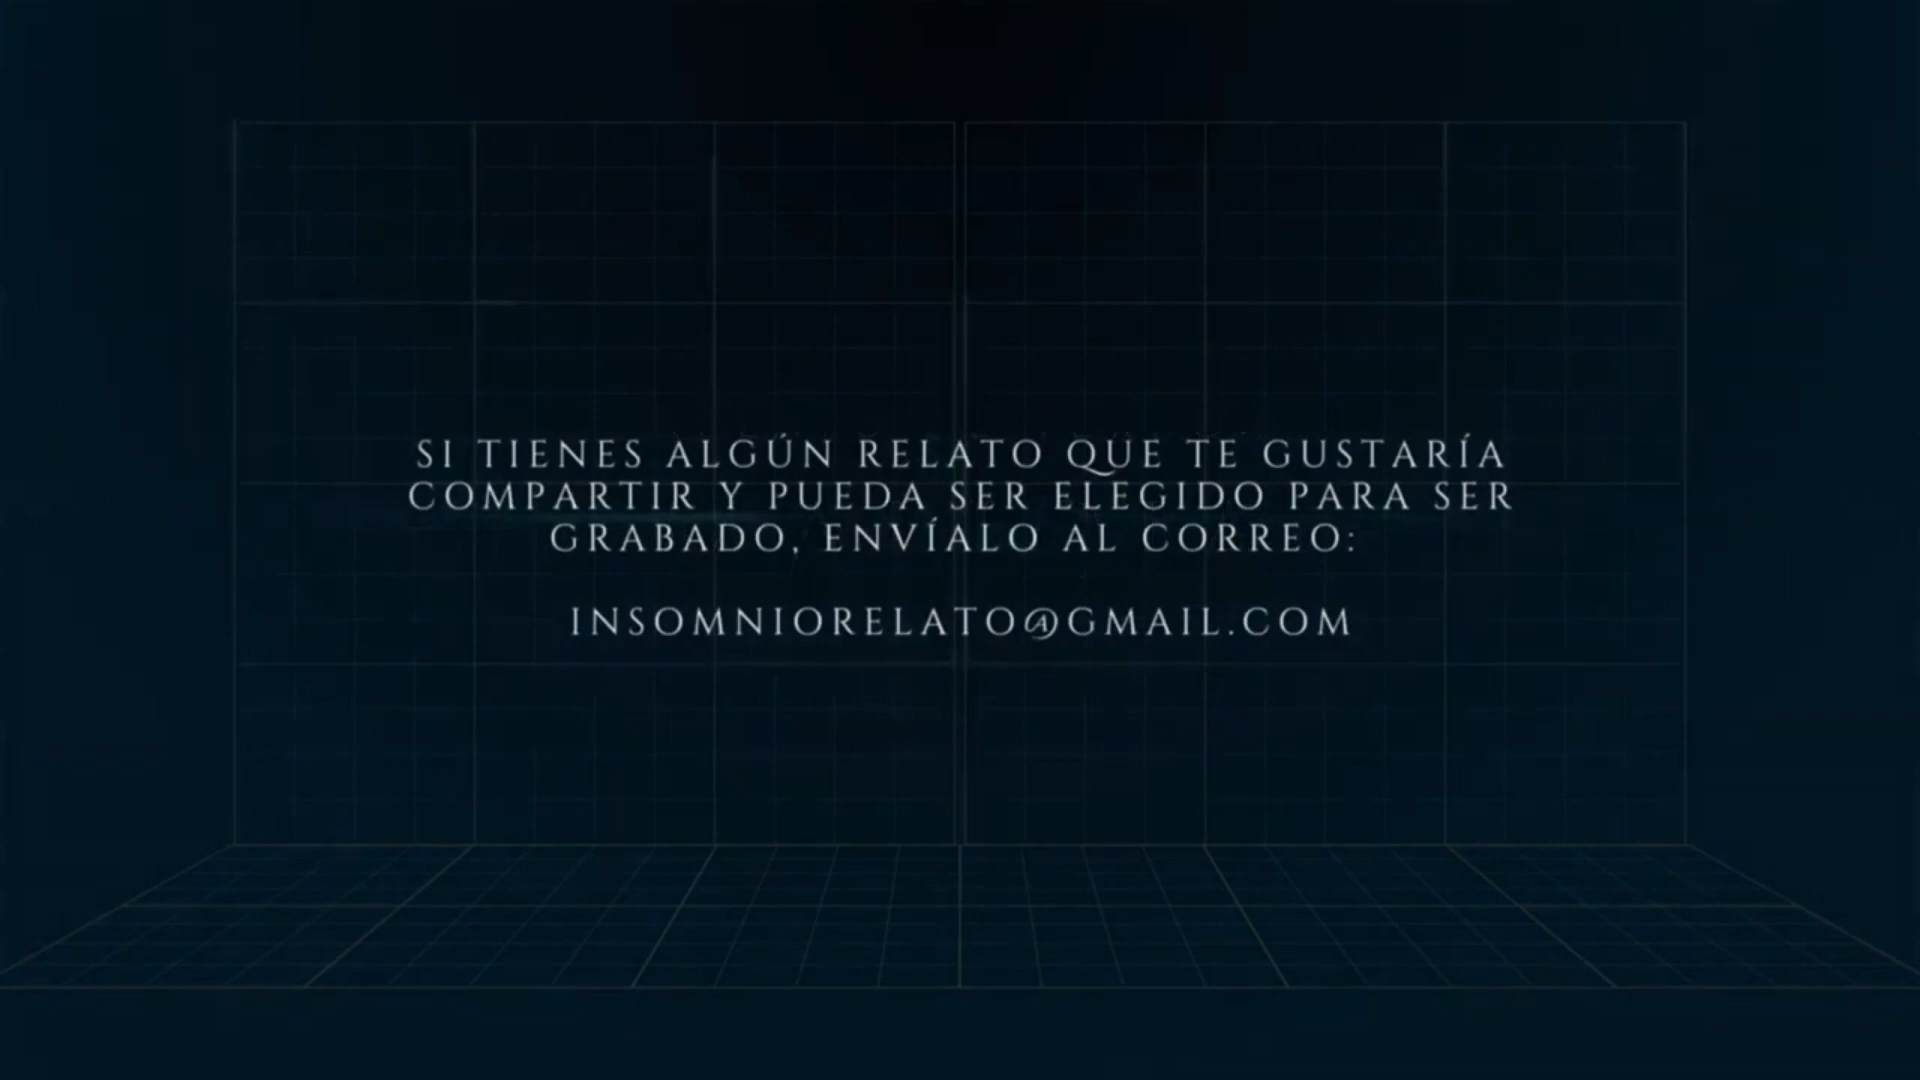 SI TIENES ALGÚN RELATO QUE TE GUSTARÍA
COMPARTIR Y PUEDA SER ELEGIDO PARA SER
GRABADO, ENVÍALO AL CORREO:
INSOMNIORELATO@GMAIL.COM